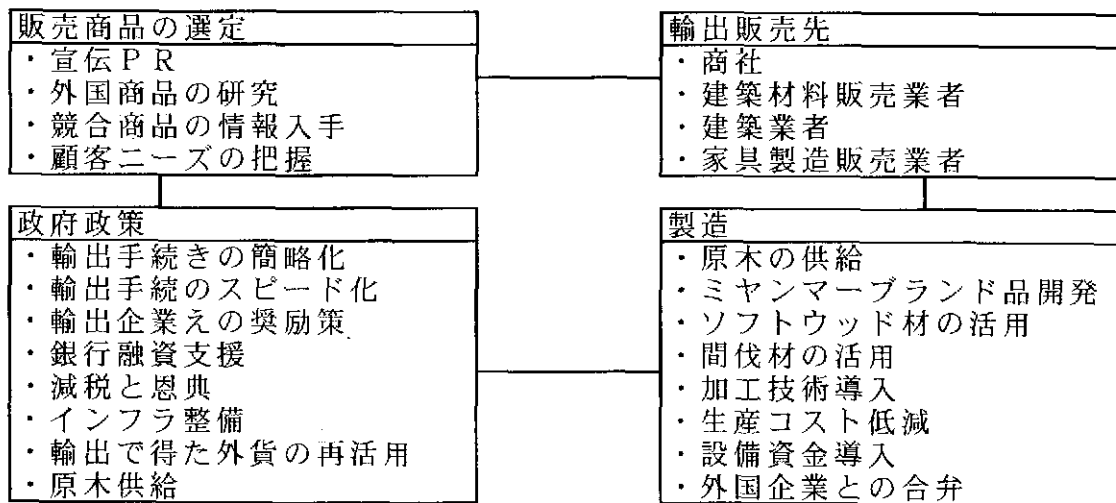 販売商品の選定
・宣伝PR
・外国商品の研究
・競合商品の情報入手
・顧客ニーズの把握
輸出販売先
・商社
・建築材料販売業者
・建築業者
・家具製造販売業者
政府政策
・輸出手続きの簡略化
・輸出手続のスピード化
・輸出企業えの奨励策
・銀行融資支援
・減税と恩典
・インフラ整備
・輸出で得た外貨の再活用
・原木供給
製造
・原木の供給
・ミヤンマーブランド品開発
・ソフトウッド材の活用
・間伐材の活用
・加工技術導入
・生産コスト低減
・設備資金導入
・外国企業との合弁